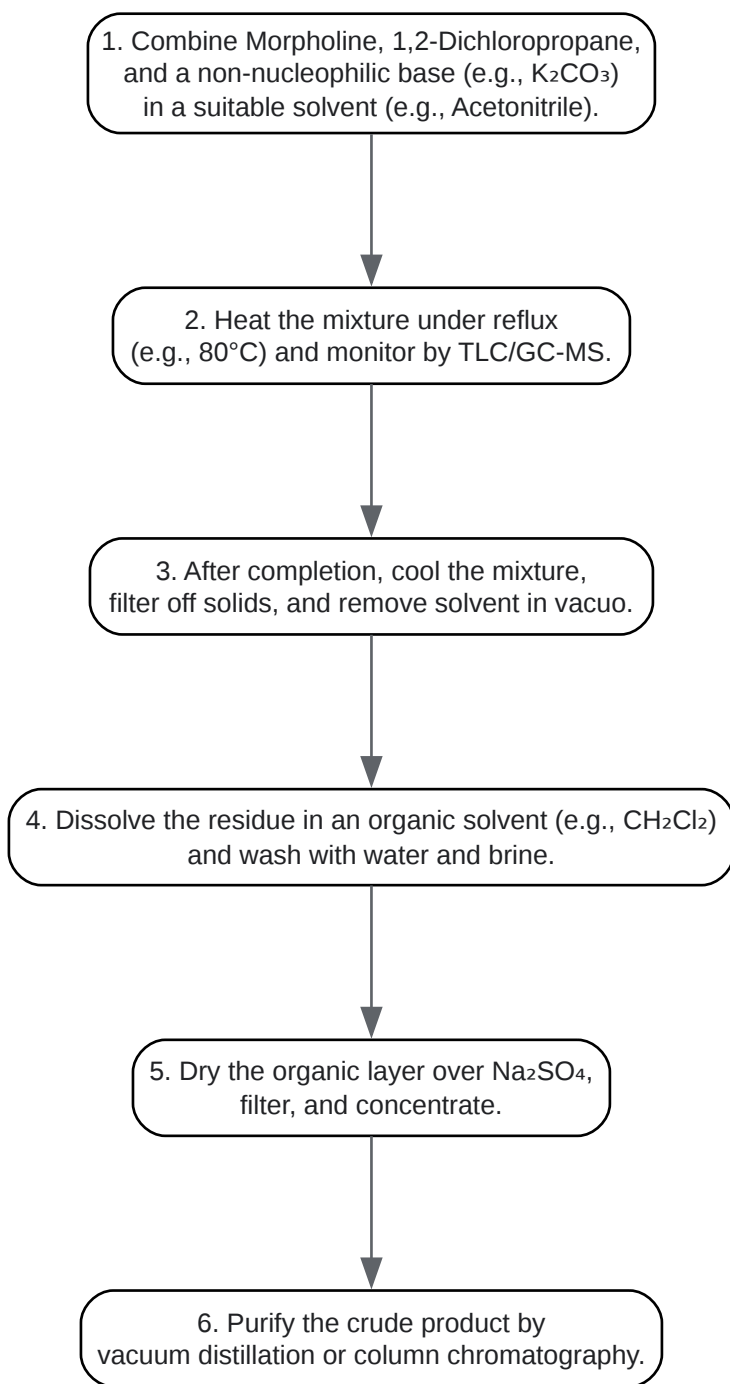 1. Combine Morpholine, 1,2-Dichloropropane,
and a non-nucleophilic base (e.g., K₂CO₃)
in a suitable solvent (e.g., Acetonitrile).
2. Heat the mixture under reflux
(e.g., 80°C) and monitor by TLC/GC-MS.
3. After completion, cool the mixture,
filter off solids, and remove solvent in vacuo.
4. Dissolve the residue in an organic solvent (e.g., CH₂Cl₂)
and wash with water and brine.
5. Dry the organic layer over Na₂SO₄,
filter, and concentrate.
6. Purify the crude product by
vacuum distillation or column chromatography.